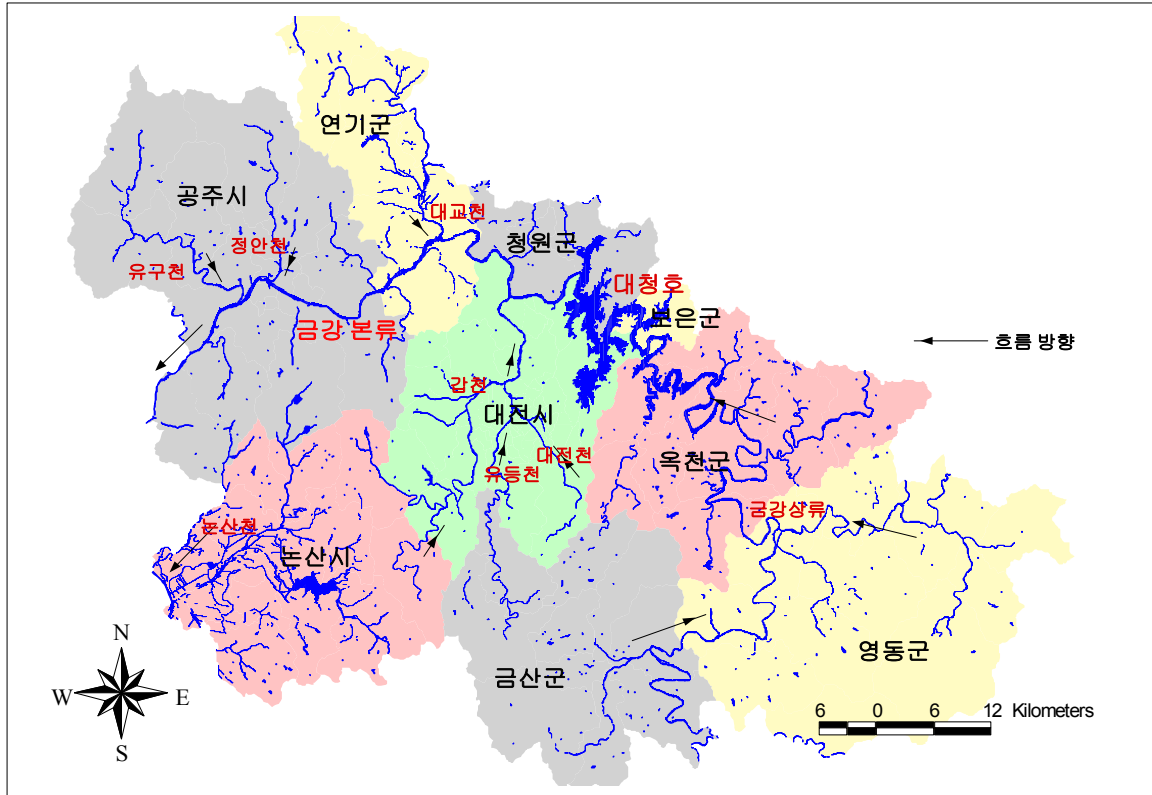 연기군
공주시
대교천
청원군
정안천
유구천
대청호
보은군
금강 본류
흐름 방향
갑천
대전시
대전천
유등천
옥천군
금강상류
논산천
논산시
영동군
금산군
N
W E
S
6 0 6 12 Kilometers